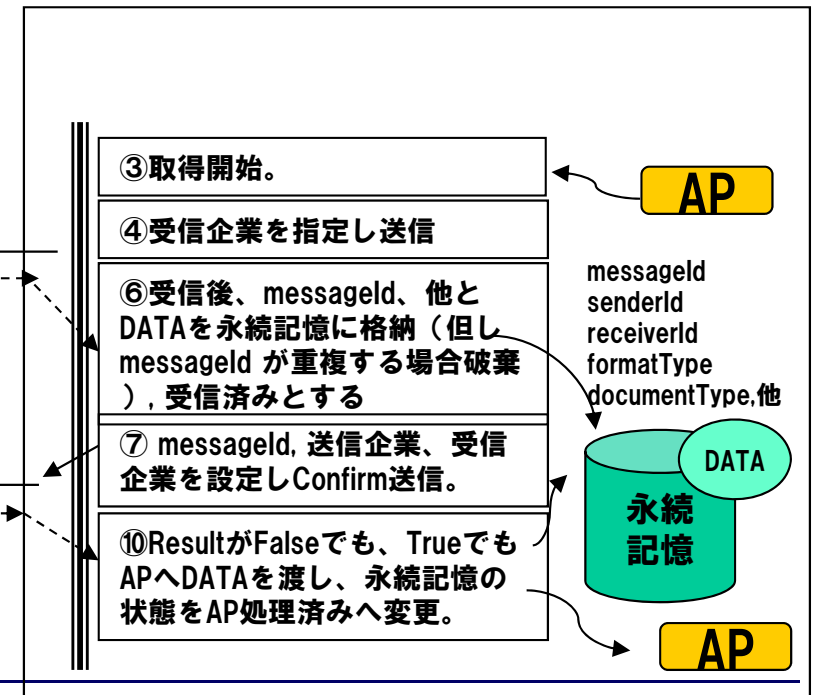 ③取得開始。
AP
④受信企業を指定し送信
⑥受信後、messageId、他と
DATAを永続記憶に格納（但し
messageId が重複する場合破棄
）, 受信済みとする
messageId
senderId
receiverId
formatType
documentType,他
⑦ messageId, 送信企業、受信
企業を設定しConfirm送信。
DATA
永続
記憶
⑩ResultがFalseでも、Trueでも
APへDATAを渡し、永続記憶の
状態をAP処理済みへ変更。
AP